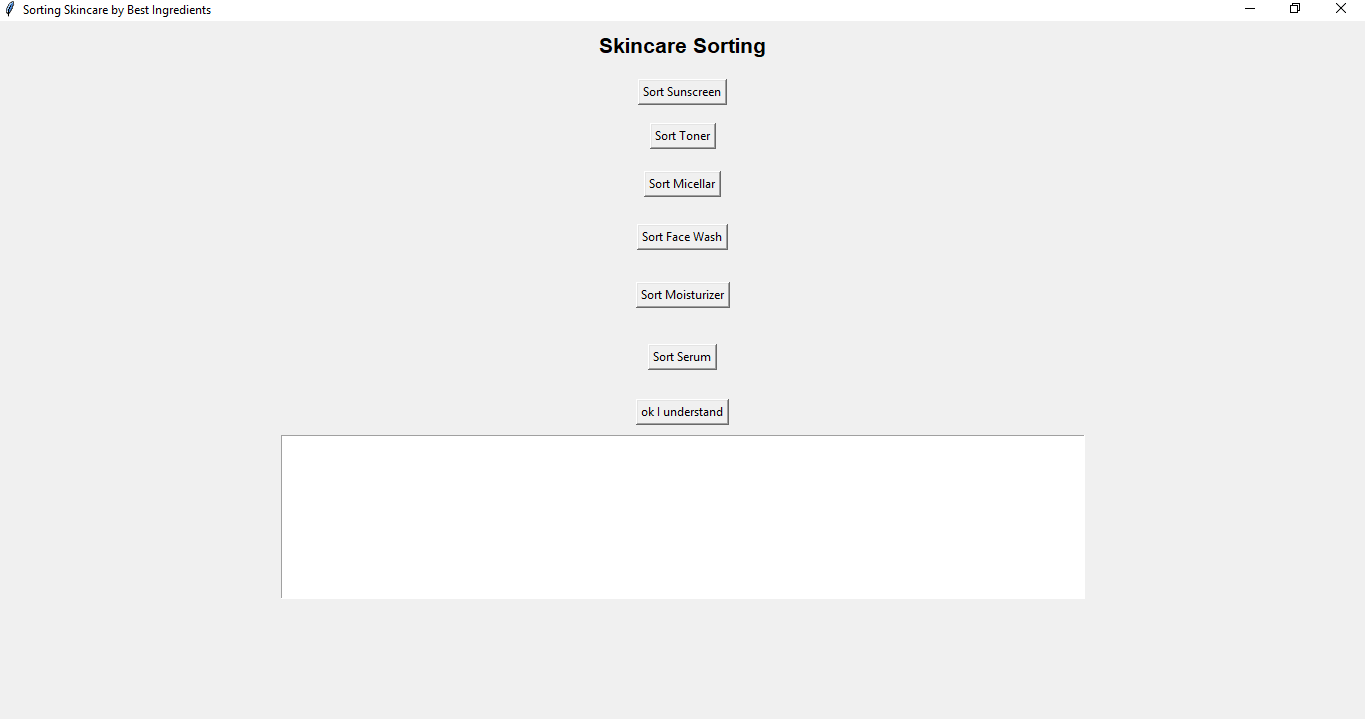 Sorting Skincare by Best Ingredients
Skincare Sorting
Sort Sunscreen
Sort Toner
Sort Micellar
Sort Face Wash
Sort Moisturizer
Sort Serum
ok I understand